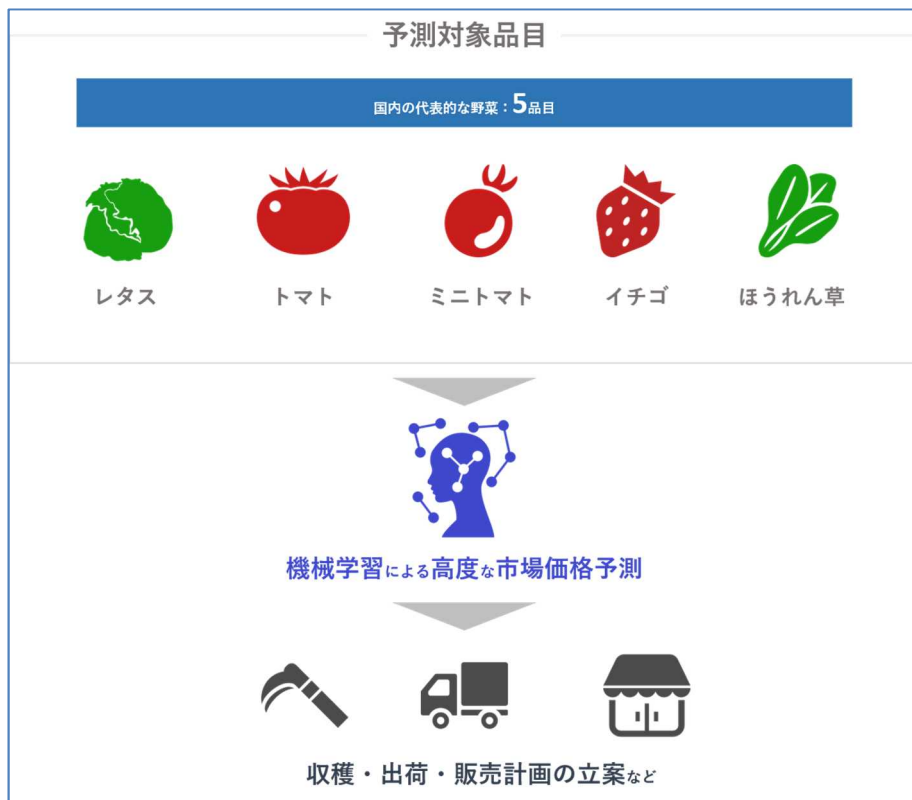 予測対象品目
国内の代表的な野菜：5品目
レタス
トマト
ミニトマト
イチゴ
ほうれん草
機械学習による高度な市場価格予測
収穫・出荷・販売計画の立案など